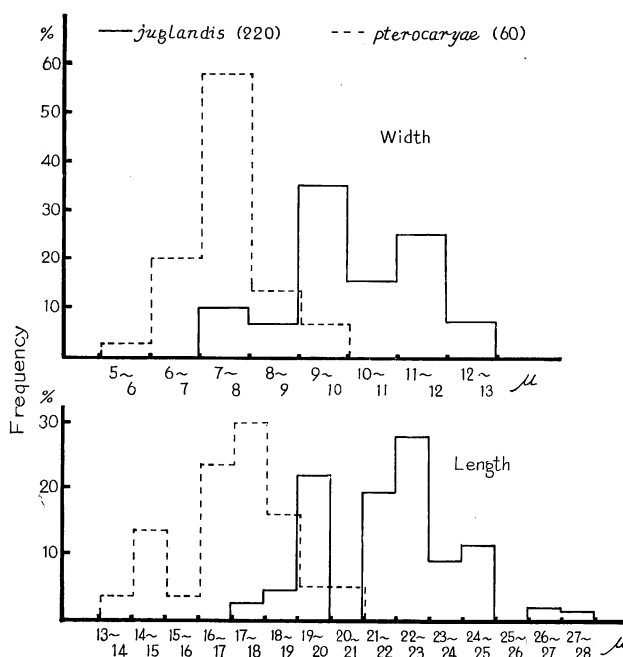 % juglandis (220) pterocaryae (60)
60
Width
50
40
30
20
10
5~6 6~7 7~8 8~9 9~10 10~11 11~12 12~13 μ
Frequency
%
Length
30
20
10
13~14 14~15 15~16 16~17 17~18 18~19 19~20 20~21 21~22 22~23 23~24 24~25 25~26 26~27 27~28 μ